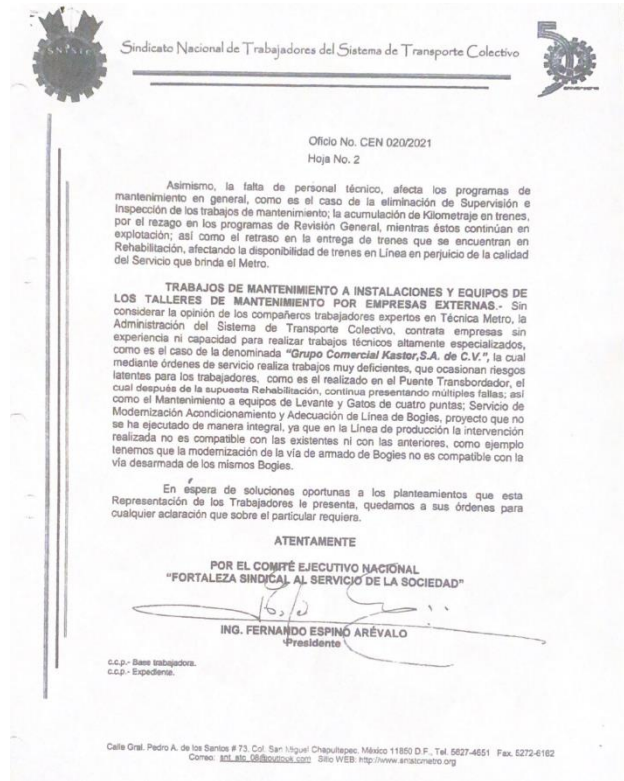 S N T S T C
Sindicato Nacional de Trabajadores del Sistema de Transporte Colectivo
aniversario
Oficio No. CEN 020/2021
Hoja No. 2
Asimismo, la falta de personal técnico, afecta los programas de
mantenimiento en general, como es el caso de la eliminación de Supervisión e
Inspección de los trabajos de mantenimiento; la acumulación de Kilometraje en trenes,
por el rezago en los programas de Revisión General, mientras éstos continúan en
explotación; así como el retraso en la entrega de trenes que se encuentran en
Rehabilitación, afectando la disponibilidad de trenes en Línea en perjuicio de la calidad
del Servicio que brinda el Metro.
TRABAJOS DE MANTENIMIENTO A INSTALACIONES Y EQUIPOS DE
LOS TALLERES DE MANTENIMIENTO POR EMPRESAS EXTERNAS.- Sin
considerar la opinión de los compañeros trabajadores expertos en Técnica Metro, la
Administración del Sistema de Transporte Colectivo, contrata empresas sin
experiencia ni capacidad para realizar trabajos técnicos altamente especializados,
como es el caso de la denominada "Grupo Comercial Kastor,S.A. de C.V.", la cual
mediante órdenes de servicio realiza trabajos muy deficientes, que ocasionan riesgos
latentes para los trabajadores, como es el realizado en el Puente Transbordador, el
cual después de la supuesta Rehabilitación, continua presentando múltiples fallas; así
como el Mantenimiento a equipos de Levante y Gatos de cuatro puntas; Servicio de
Modernización Acondicionamiento y Adecuación de Línea de Bogies, proyecto que no
se ha ejecutado de manera integral, ya que en la Línea de producción la intervención
realizada no es compatible con las existentes ni con las anteriores, como ejemplo
tenemos que la modernización de la vía de armado de Bogies no es compatible con la
vía desarmada de los mismos Bogies.
En espera de soluciones oportunas a los planteamientos que esta
Representación de los Trabajadores le presenta, quedamos a sus órdenes para
cualquier aclaración que sobre el particular requiera.
ATENTAMENTE
POR EL COMITÉ EJECUTIVO NACIONAL
"FORTALEZA SINDICAL AL SERVICIO DE LA SOCIEDAD"
ING. FERNANDO ESPINO ARÉVALO
Presidente
c.c.p.- Base trabajadora.
c.c.p.- Expediente.
Calle Gral. Pedro A. de los Santos # 73, Col. San Miguel Chapultepec, México 11850 D.F., Tel. 5627-4651 Fax. 5272-6162
Correo: Sitio WEB: